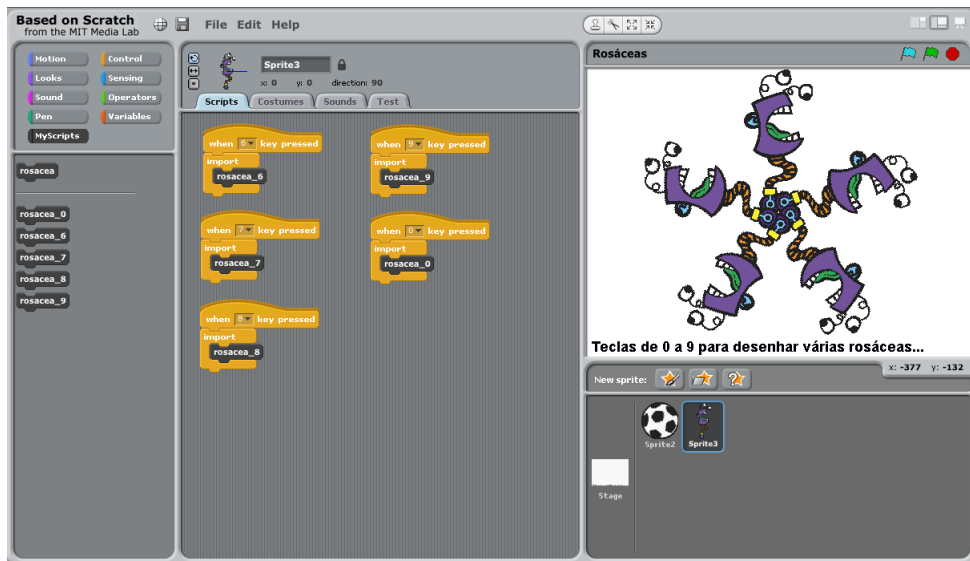 Based on Scratch
from the MIT Media Lab
File Edit Help
Motion Control
Looks Sensing
Sound Operators
Pen Variables
MyScripts
rosacea
rosacea_0
rosacea_6
rosacea_7
rosacea_8
rosacea_9
Sprite3
x: 0 y: 0 direction: 90
Scripts Costumes Sounds Test
when 6 key pressed
import
rosacea_6
when 9 key pressed
import
rosacea_9
when 7 key pressed
import
rosacea_7
when 0 key pressed
import
rosacea_0
when 8 key pressed
import
rosacea_8
Rosáceas
Teclas de 0 a 9 para desenhar várias rosáceas...
x: -377 y: -132
New sprite:
Sprite2 Sprite3
Stage